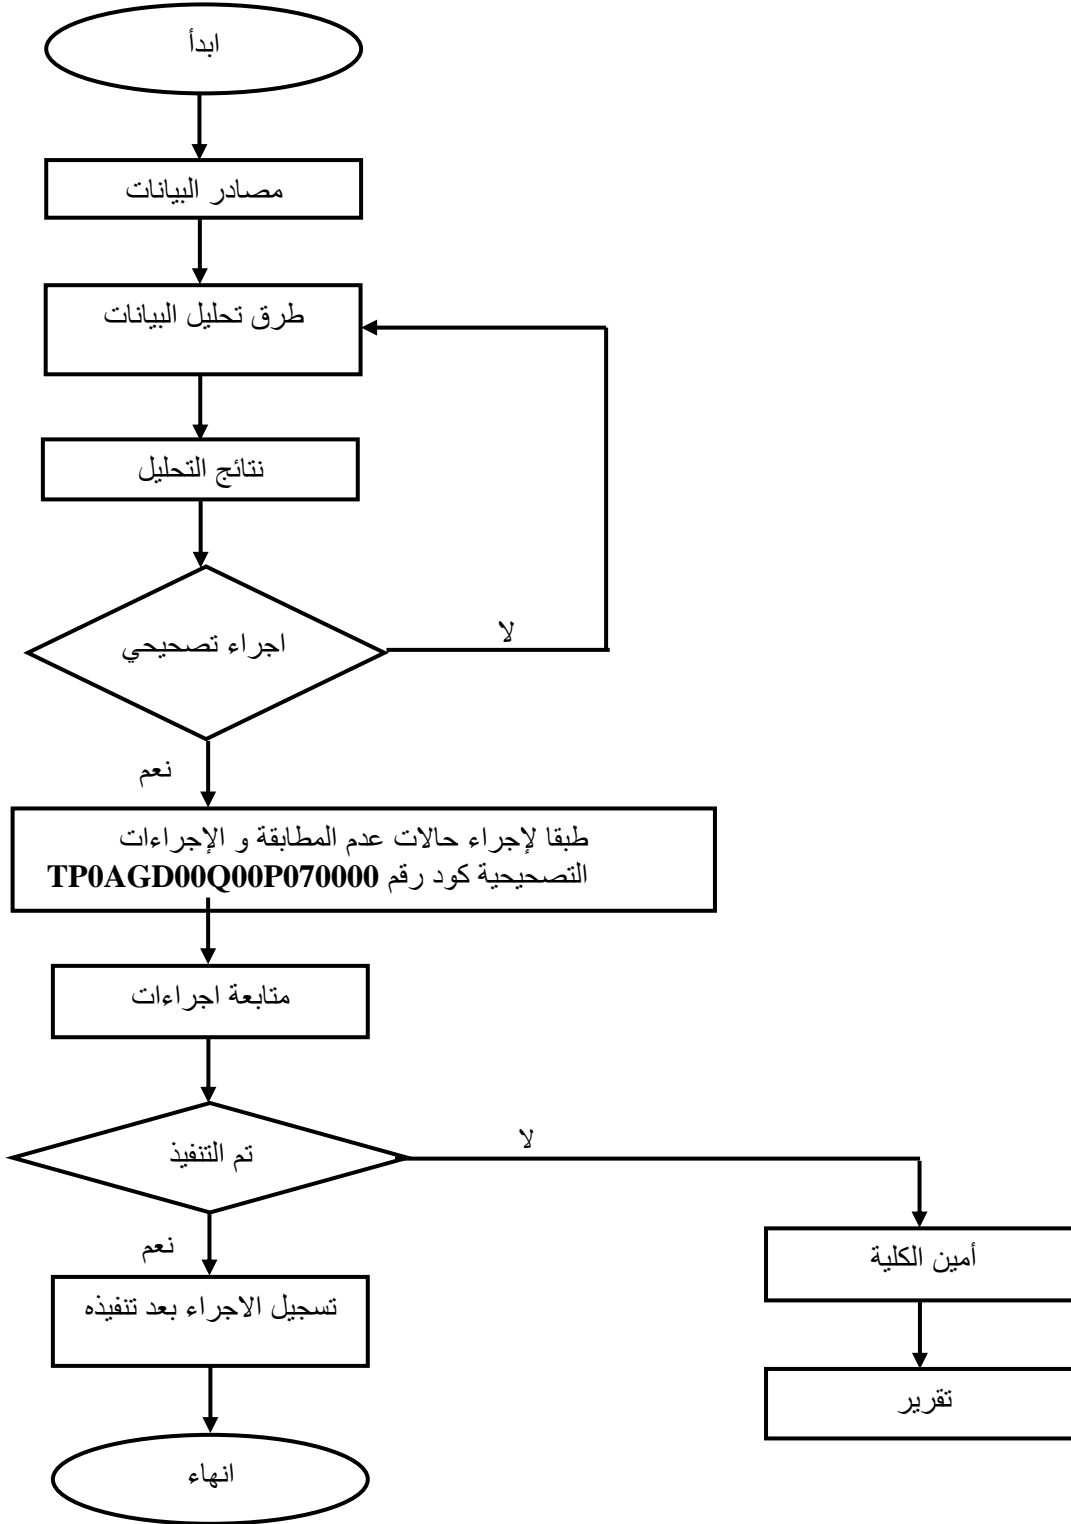 ابدأ
مصادر البيانات
طرق تحليل البيانات
نتائج التحليل
اجراء تصحيحي
لا
نعم
طبقا لإجراء حالات عدم المطابقة و الإجراءات
التصحيحية كود رقم TP0AGD00Q00P070000
متابعة اجراءات
تم التنفيذ
لا
نعم
أمين الكلية
تسجيل الاجراء بعد تنفيذه
تقرير
انهاء